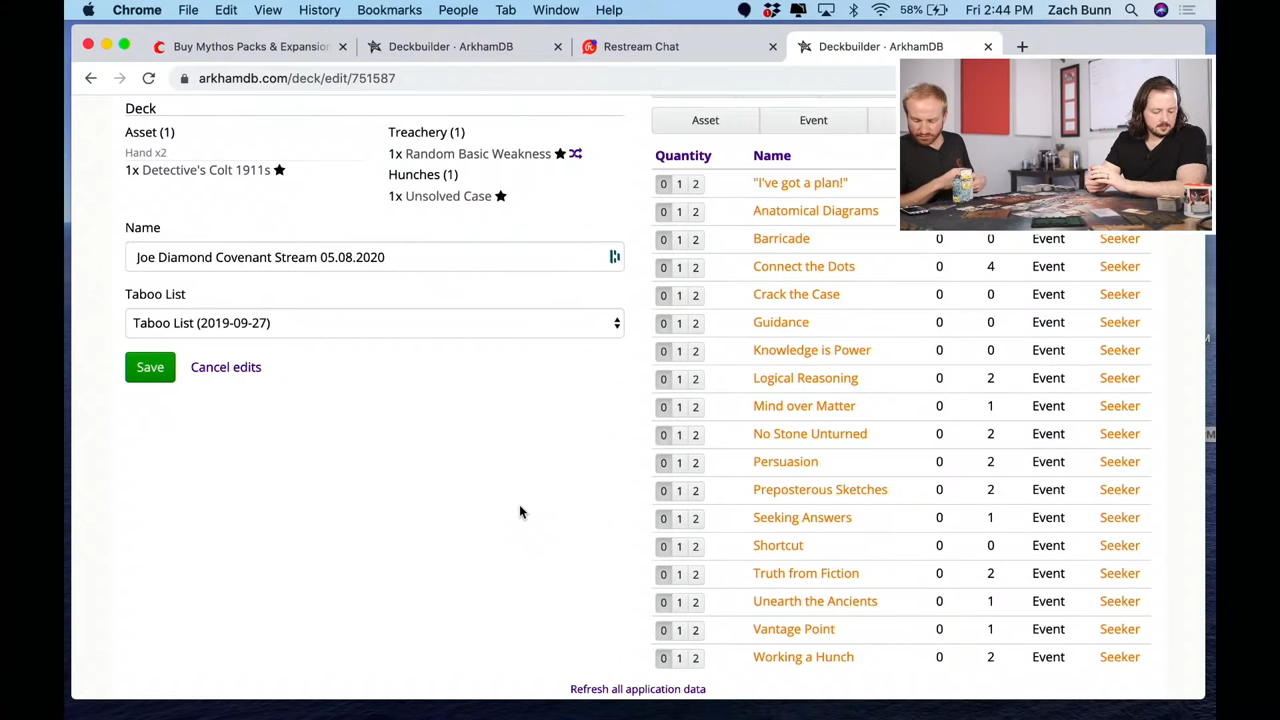 Chrome File Edit View History Bookmarks People Tab Window Help 58% Fri 2:44 PM Zach Bunn
Buy Mythos Packs & Expansion
Deckbuilder · ArkhamDB
Restream Chat
Deckbuilder · ArkhamDB
arkhamdb.com/deck/edit/751587
Deck
Asset (1)
Hand x2
1x Detective's Colt 1911s
Treachery (1)
1x Random Basic Weakness
Hunches (1)
1x Unsolved Case
Name
Joe Diamond Covenant Stream 05.08.2020
Taboo List
Taboo List (2019-09-27)
Save Cancel edits
Asset Event
Quantity Name
0 1 2 "I've got a plan!"
0 1 2 Anatomical Diagrams
0 1 2 Barricade 0 0 Event Seeker
0 1 2 Connect the Dots 0 4 Event Seeker
0 1 2 Crack the Case 0 0 Event Seeker
0 1 2 Guidance 0 0 Event Seeker
0 1 2 Knowledge is Power 0 0 Event Seeker
0 1 2 Logical Reasoning 0 2 Event Seeker
0 1 2 Mind over Matter 0 1 Event Seeker
0 1 2 No Stone Unturned 0 2 Event Seeker
0 1 2 Persuasion 0 2 Event Seeker
0 1 2 Preposterous Sketches 0 2 Event Seeker
0 1 2 Seeking Answers 0 1 Event Seeker
0 1 2 Shortcut 0 0 Event Seeker
0 1 2 Truth from Fiction 0 2 Event Seeker
0 1 2 Unearth the Ancients 0 1 Event Seeker
0 1 2 Vantage Point 0 1 Event Seeker
0 1 2 Working a Hunch 0 2 Event Seeker
Refresh all application data